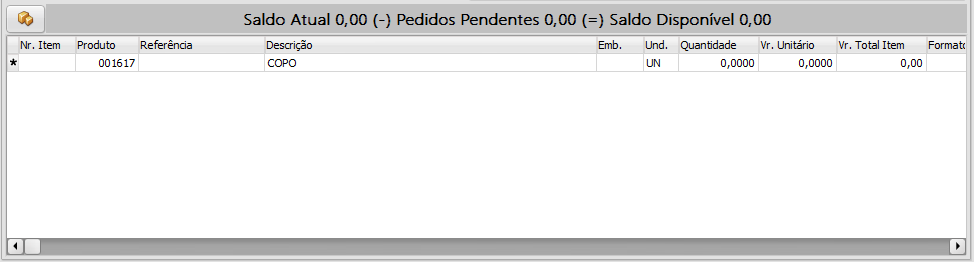 Saldo Atual 0,00 (-) Pedidos Pendentes 0,00 (=) Saldo Disponível 0,00
Nr. Item Produto Referência Descrição Emb. Und. Quantidade Vr. Unitário Vr. Total Item Formato
* 001617 COPO UN 0,0000 0,0000 0,00